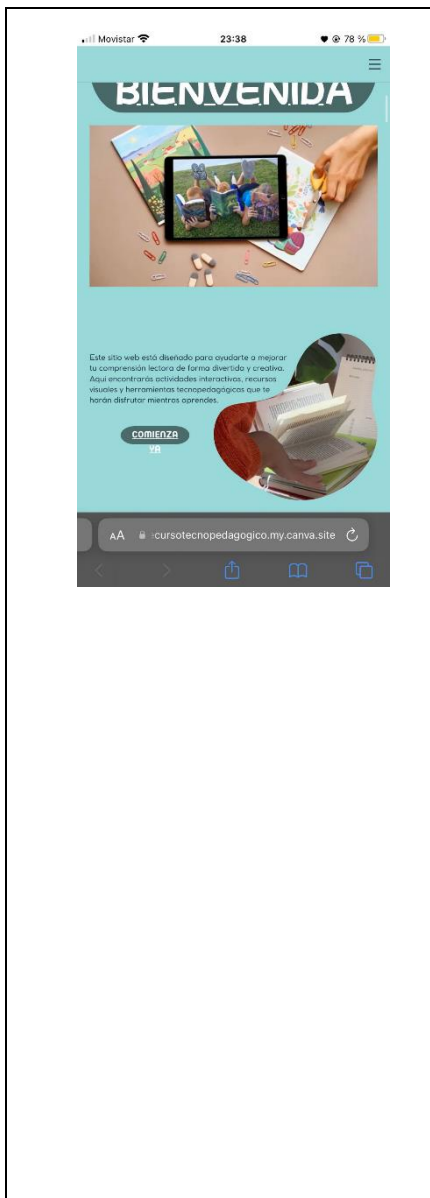 Movistar 23:38 78 %
BIENVENIDA
Este sitio web está diseñado para ayudarte a mejorar
tu comprensión lectora de forma divertida y creativa.
Aquí encontrarás actividades interactivas, recursos
visuales y herramientas tecnopedagógicas que te
harán disfrutar mientras aprendes.
COMIENZA
YA
AA cursotecnopedagogico.my.canva.site